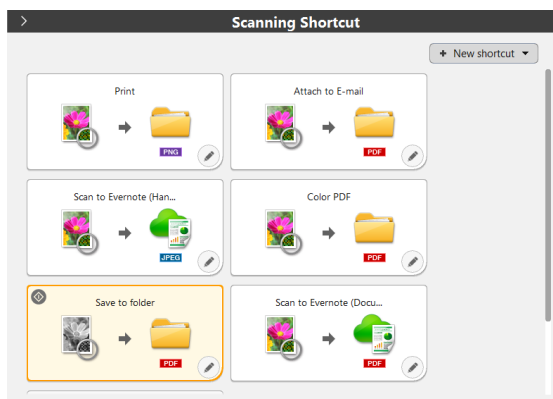 Scanning Shortcut
+ New shortcut
Print
PNG
Attach to E-mail
PDF
Scan to Evernote (Han...
JPEG
Color PDF
PDF
Save to folder
PDF
Scan to Evernote (Docu...
PDF